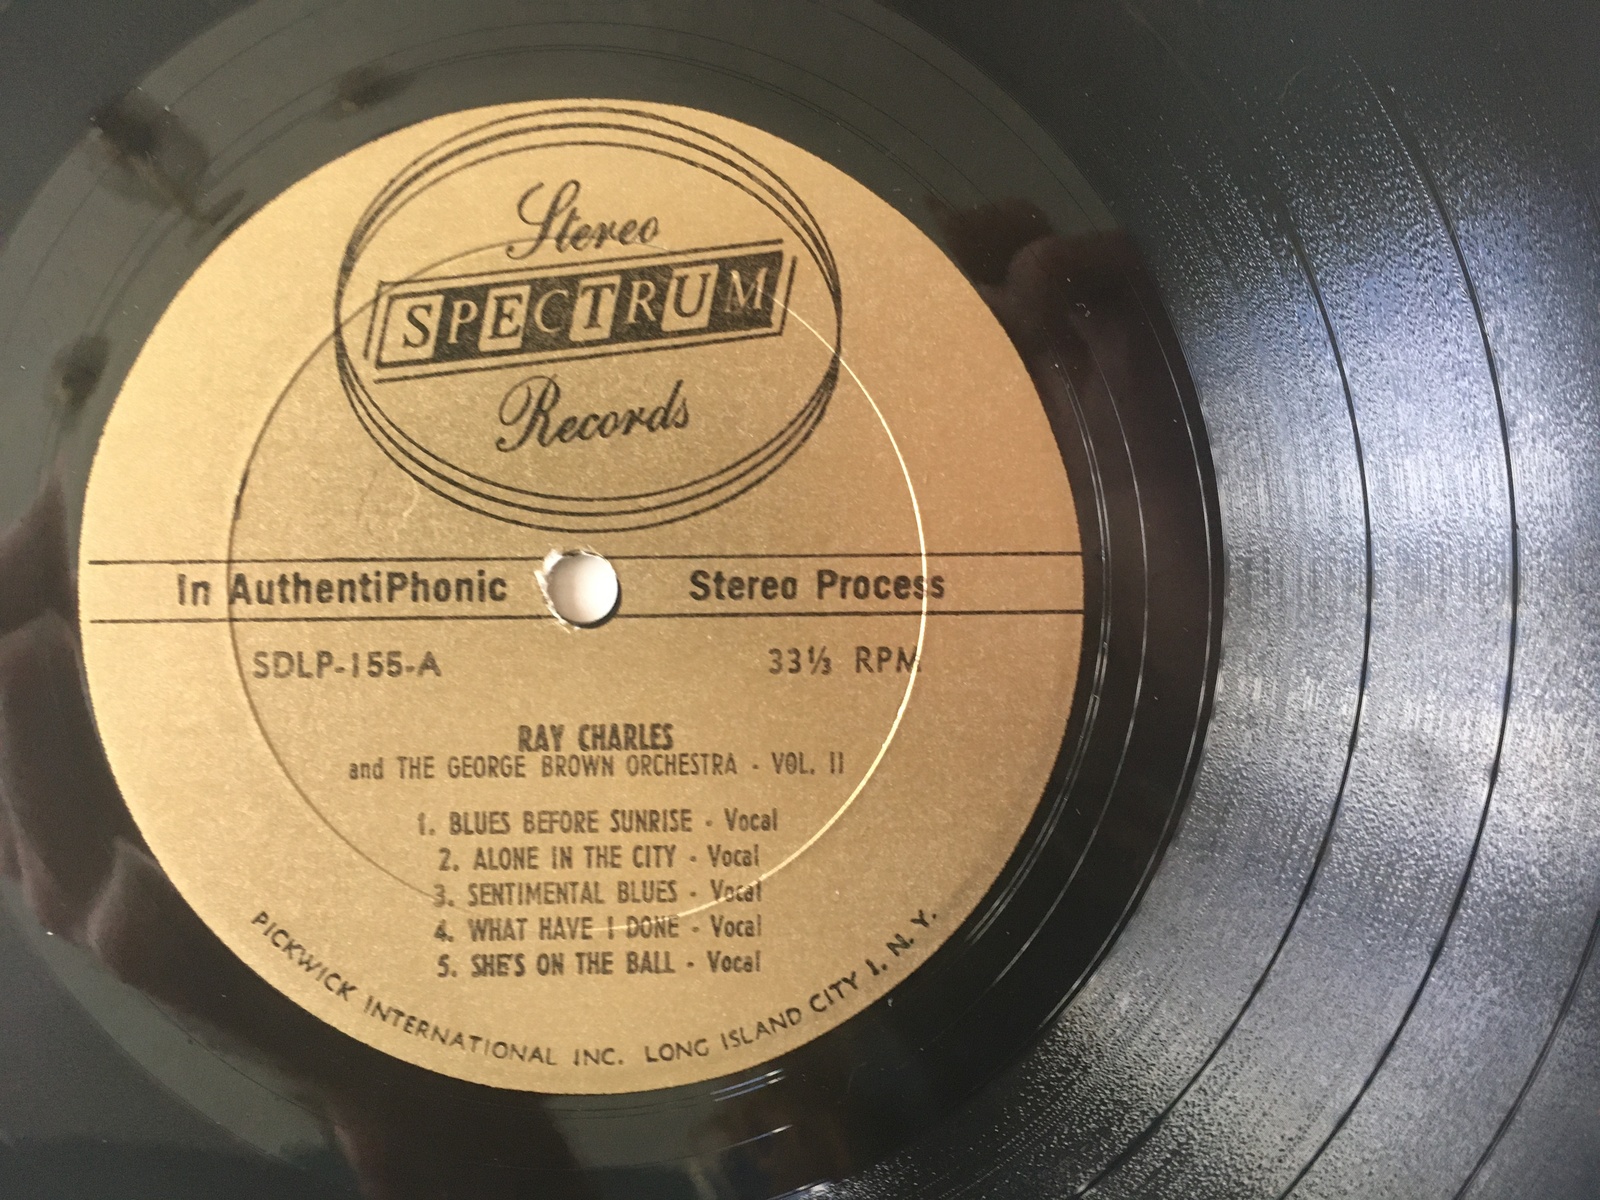 Stereo
SPECTRUM
Records
In AuthentiPhonic Stereo Process
SDLP-155-A 33⅓ RPM
RAY CHARLES
and THE GEORGE BROWN ORCHESTRA - VOL. II
1. BLUES BEFORE SUNRISE - Vocal
2. ALONE IN THE CITY - Vocal
3. SENTIMENTAL BLUES - Vocal
4. WHAT HAVE I DONE - Vocal
5. SHE'S ON THE BALL - Vocal
PICKWICK INTERNATIONAL INC. LONG ISLAND CITY 1. N. Y.